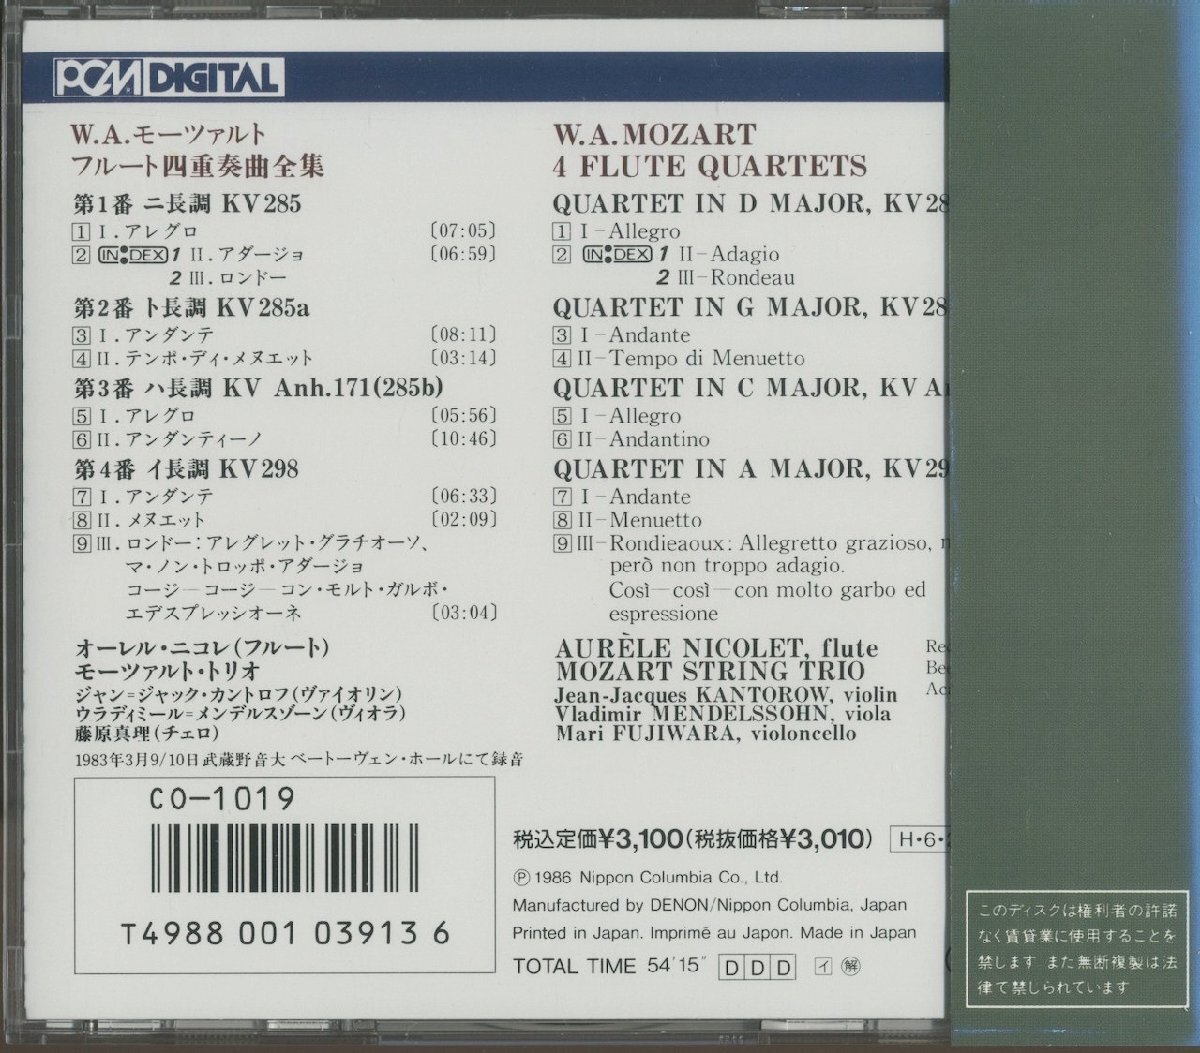 PCM DIGITAL
W.A.モーツァルト
フルート四重奏曲全集
第1番 ニ長調 KV285
1 I.アレグロ 〔07:05〕
2 INDEX 1 II.アダージョ 〔06:59〕
2 III.ロンドー
第2番 ト長調 KV285a
3 I.アンダンテ 〔08:11〕
4 II.テンポ・ディ・メヌエット 〔03:14〕
第3番 ハ長調 KV Anh.171(285b)
5 I.アレグロ 〔05:56〕
6 II.アンダンティーノ 〔10:46〕
第4番 イ長調 KV298
7 I.アンダンテ 〔06:33〕
8 II.メヌエット 〔02:09〕
9 III.ロンドー:アレグレット・グラチオーソ、
マ・ノン・トロッポ・アダージョ
コージ—コージ—コン・モルト・ガルボ・
エデスプレッシオーネ 〔03:04〕
オーレル・ニコレ(フルート)
モーツァルト・トリオ
ジャン=ジャック・カントロフ(ヴァイオリン)
ウラディミール=メンデルスゾーン(ヴィオラ)
藤原真理(チェロ)
1983年3月9/10日 武蔵野音大 ベートーヴェン・ホールにて録音
CO-1019
T4988 001 03913 6
W.A.MOZART
4 FLUTE QUARTETS
QUARTET IN D MAJOR, KV28
1 I-Allegro
2 INDEX 1 II-Adagio
2 III-Rondeau
QUARTET IN G MAJOR, KV28
3 I-Andante
4 II-Tempo di Menuetto
QUARTET IN C MAJOR, KV A
5 I-Allegro
6 II-Andantino
QUARTET IN A MAJOR, KV29
7 I-Andante
8 II-Menuetto
9 III-Rondieaoux: Allegretto grazioso,
però non troppo adagio.
Così—così—con molto garbo ed
espressione
AURÈLE NICOLET, flute
MOZART STRING TRIO
Jean-Jacques KANTOROW, violin
Vladimir MENDELSSOHN, viola
Mari FUJIWARA, violoncello
税込定価¥3,100(税抜価格¥3,010) H・6・
Ⓟ1986 Nippon Columbia Co., Ltd.
Manufactured by DENON/Nippon Columbia, Japan
Printed in Japan. Imprimé au Japon. Made in Japan
TOTAL TIME 54′15″ DDD イ 解
このディスクは権利者の許諾
なく賃貸業に使用することを
禁じます また無断複製は法
律で禁じられています